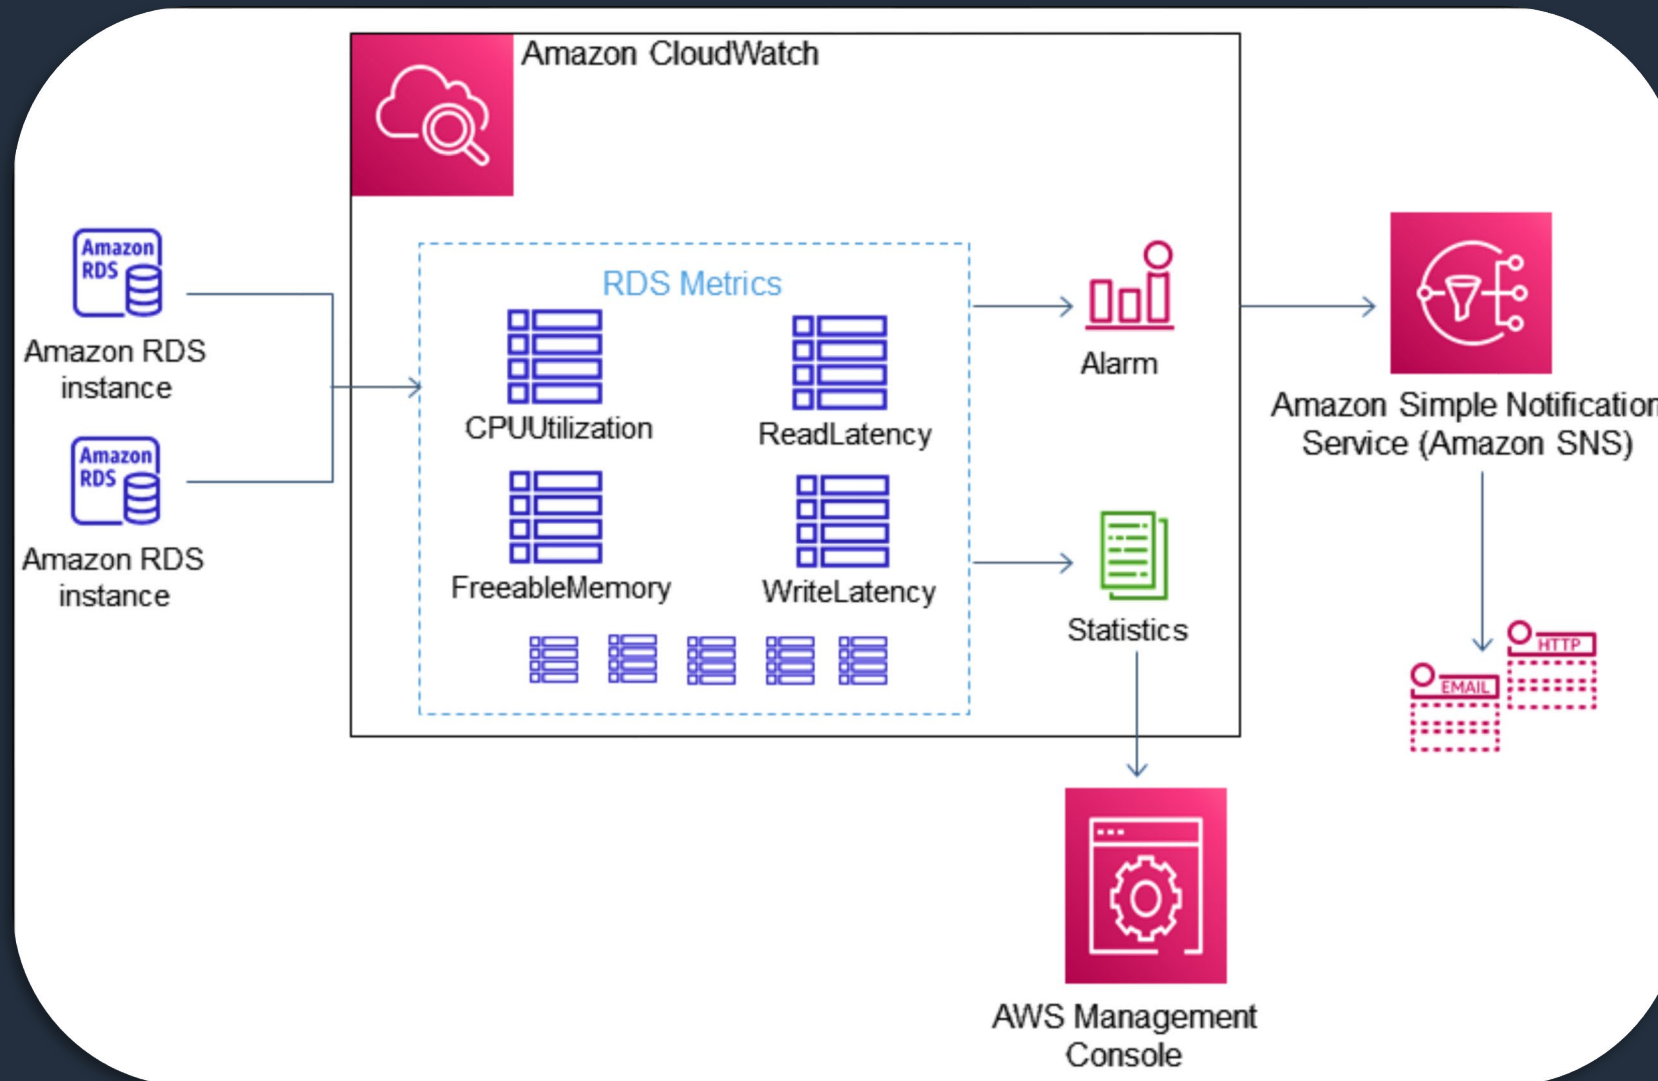 Amazon CloudWatch
Amazon
RDS
Amazon RDS
instance
Amazon
RDS
Amazon RDS
instance
RDS Metrics
CPUUtilization
ReadLatency
FreeableMemory
WriteLatency
Alarm
Statistics
Amazon Simple Notification
Service (Amazon SNS)
HTTP
EMAIL
AWS Management
Console